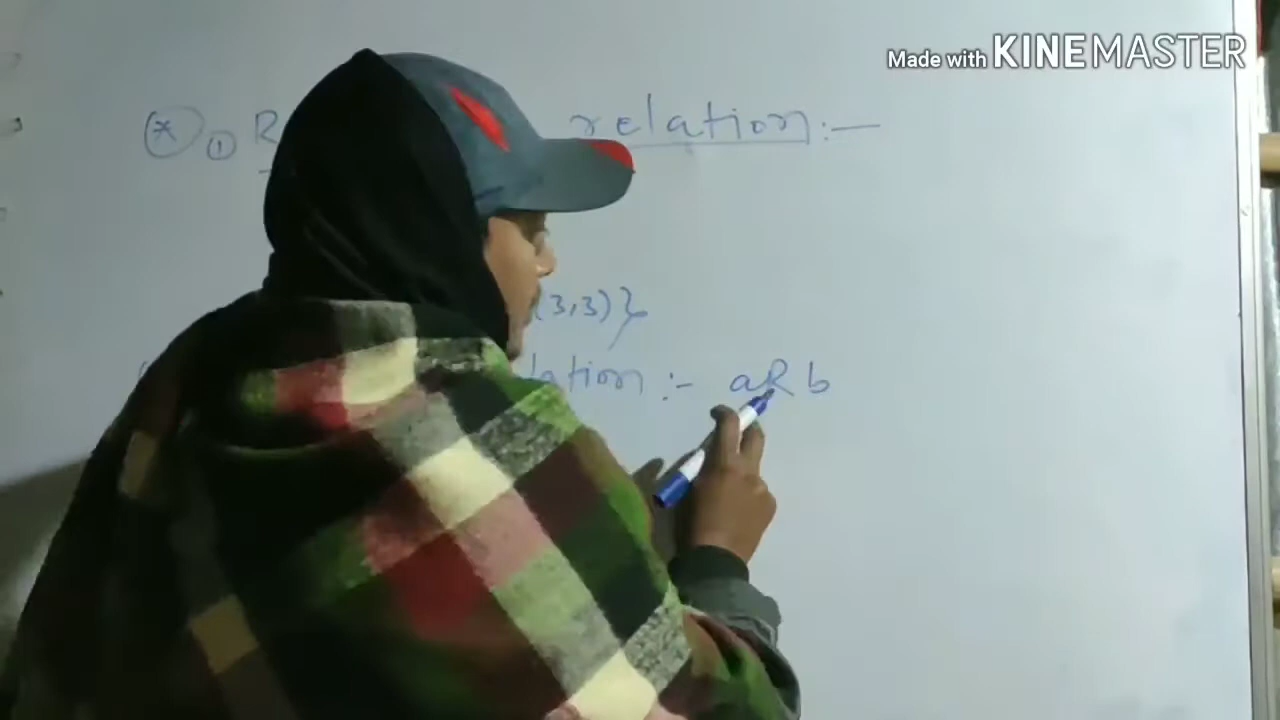 Made with KINEMASTER
* ① R relation :—
(3,3)}
lation :- aRb